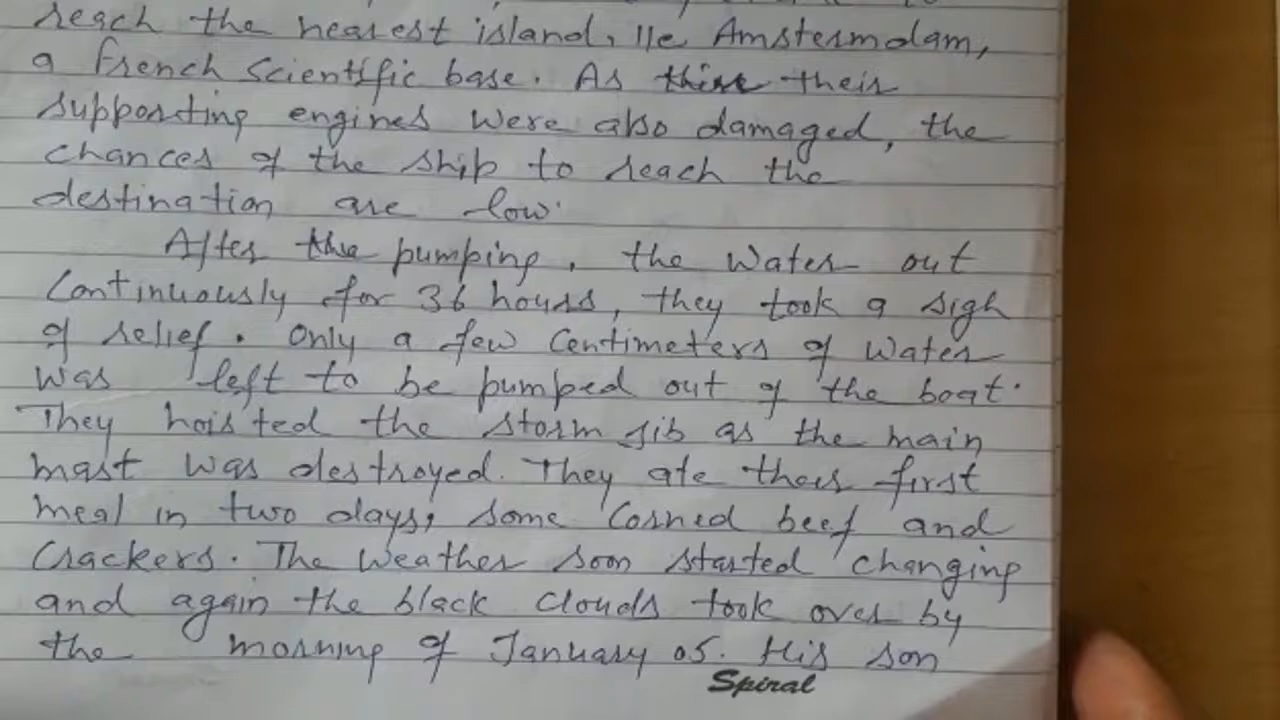 reach the nearest island, Ile Amstermdam,
a french scientific base. As their
supporting engines were also damaged, the
chances of the ship to reach the
destination are low.
After the pumping, the water out
continuously for 36 hours, they took a sigh
of relief. Only a few centimeters of water
was left to be pumped out of the boat.
They hoisted the storm jib as the main
mast was destroyed. They ate their first
meal in two days, some corned beef and
crackers. The weather soon started changing
and again the black clouds took over by
the morning of January 05. His son
Spiral